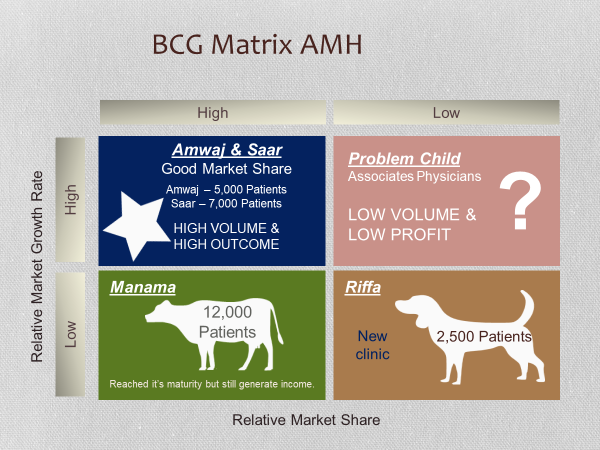 BCG Matrix AMH
High
Low
Relative Market Growth Rate
High
Low
Amwaj & Saar
Good Market Share
Amwaj – 5,000 Patients
Saar – 7,000 Patients
HIGH VOLUME &
HIGH OUTCOME
Problem Child
Associates Physicians
LOW VOLUME &
LOW PROFIT
?
Manama
12,000
Patients
Reached it's maturity but still generate income.
Riffa
New
clinic
2,500 Patients
Relative Market Share